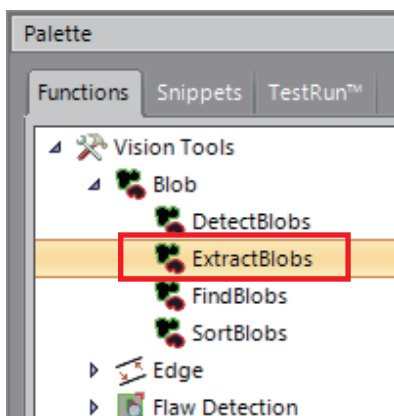 Palette
Functions Snippets TestRun™
Vision Tools
Blob
DetectBlobs
ExtractBlobs
FindBlobs
SortBlobs
Edge
Flaw Detection